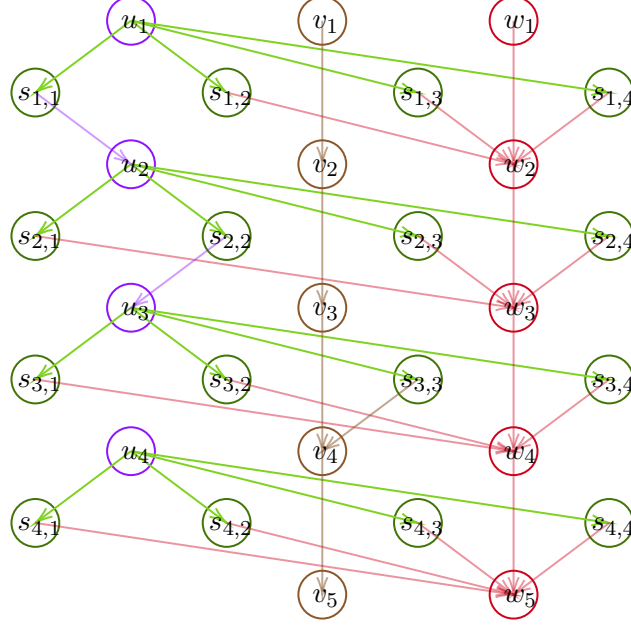 u₁ v₁ w₁
s₁,₁ s₁,₂ s₁,₃ s₁,₄
u₂ v₂ w₂
s₂,₁ s₂,₂ s₂,₃ s₂,₄
u₃ v₃ w₃
s₃,₁ s₃,₂ s₃,₃ s₃,₄
u₄ v₄ w₄
s₄,₁ s₄,₂ s₄,₃ s₄,₄
v₅ w₅